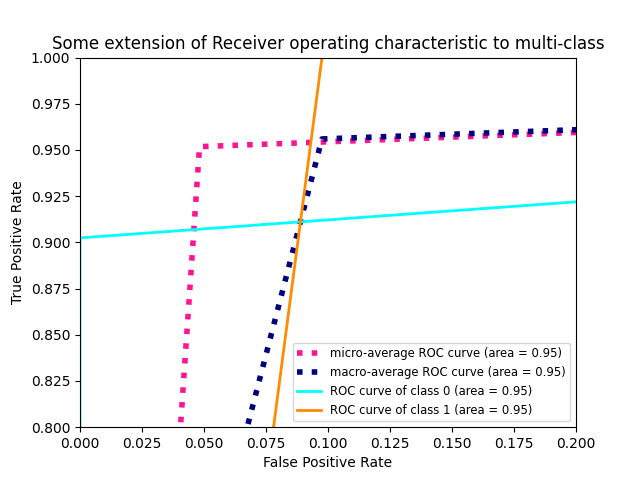 Some extension of Receiver operating characteristic to multi-class
True Positive Rate
1.000
0.975
0.950
0.925
0.900
0.875
0.850
0.825
0.800
micro-average ROC curve (area = 0.95)
macro-average ROC curve (area = 0.95)
ROC curve of class 0 (area = 0.95)
ROC curve of class 1 (area = 0.95)
0.000 0.025 0.050 0.075 0.100 0.125 0.150 0.175 0.200
False Positive Rate